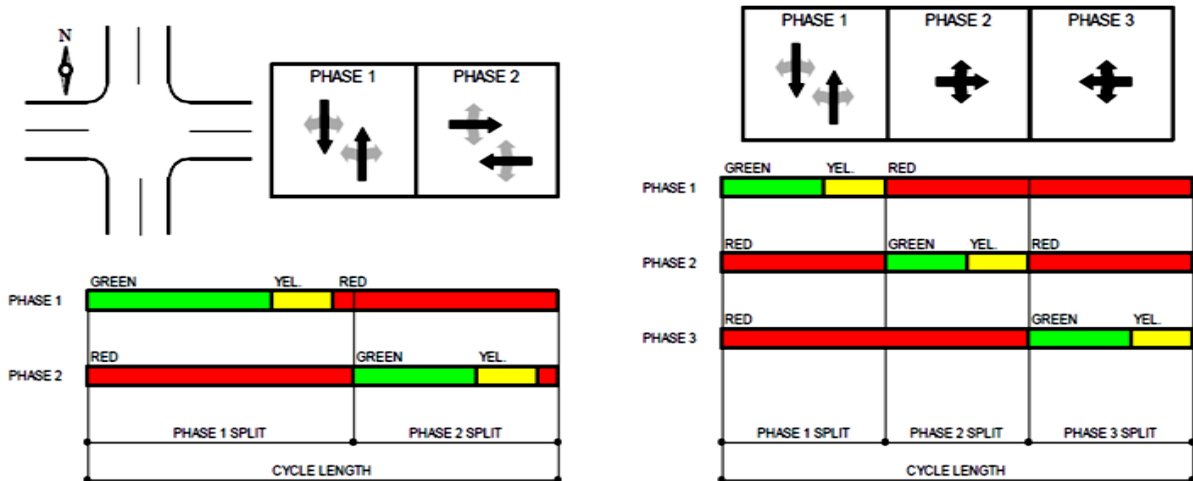 N
PHASE 1 PHASE 2
GREEN YEL. RED
PHASE 1
RED GREEN YEL.
PHASE 2
PHASE 1 SPLIT PHASE 2 SPLIT
CYCLE LENGTH
PHASE 1 PHASE 2 PHASE 3
GREEN YEL. RED
PHASE 1
RED GREEN YEL. RED
PHASE 2
RED GREEN YEL.
PHASE 3
PHASE 1 SPLIT PHASE 2 SPLIT PHASE 3 SPLIT
CYCLE LENGTH